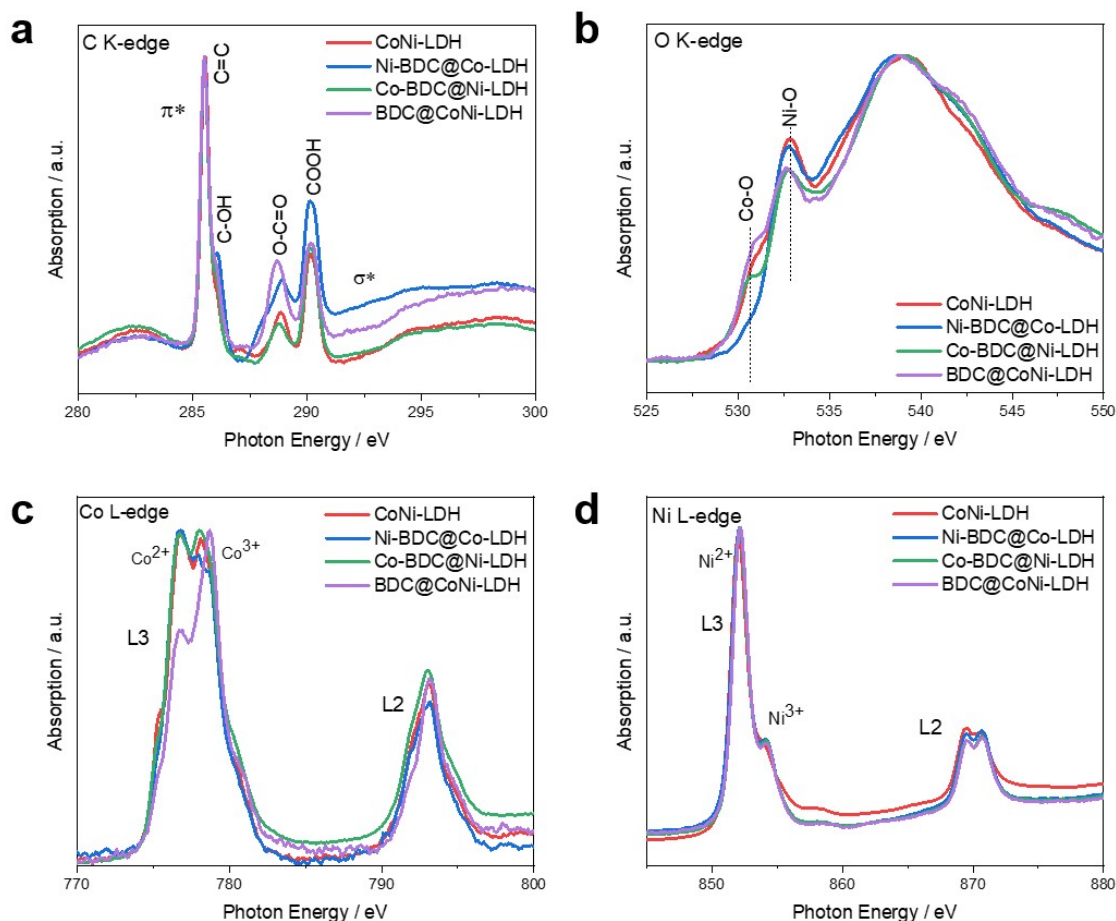 a
C K-edge
CoNi-LDH
Ni-BDC@Co-LDH
Co-BDC@Ni-LDH
BDC@CoNi-LDH
π*
C=C
C-OH
O-C=O
COOH
σ*
Absorption / a.u.
280 285 290 295 300
Photon Energy / eV
b
O K-edge
Co-O
Ni-O
CoNi-LDH
Ni-BDC@Co-LDH
Co-BDC@Ni-LDH
BDC@CoNi-LDH
Absorption / a.u.
525 530 535 540 545 550
Photon Energy / eV
c
Co L-edge
CoNi-LDH
Ni-BDC@Co-LDH
Co-BDC@Ni-LDH
BDC@CoNi-LDH
Co2+
Co3+
L3
L2
Absorption / a.u.
770 780 790 800
Photon Energy / eV
d
Ni L-edge
CoNi-LDH
Ni-BDC@Co-LDH
Co-BDC@Ni-LDH
BDC@CoNi-LDH
Ni2+
L3
Ni3+
L2
Absorption / a.u.
850 860 870 880
Photon Energy / eV